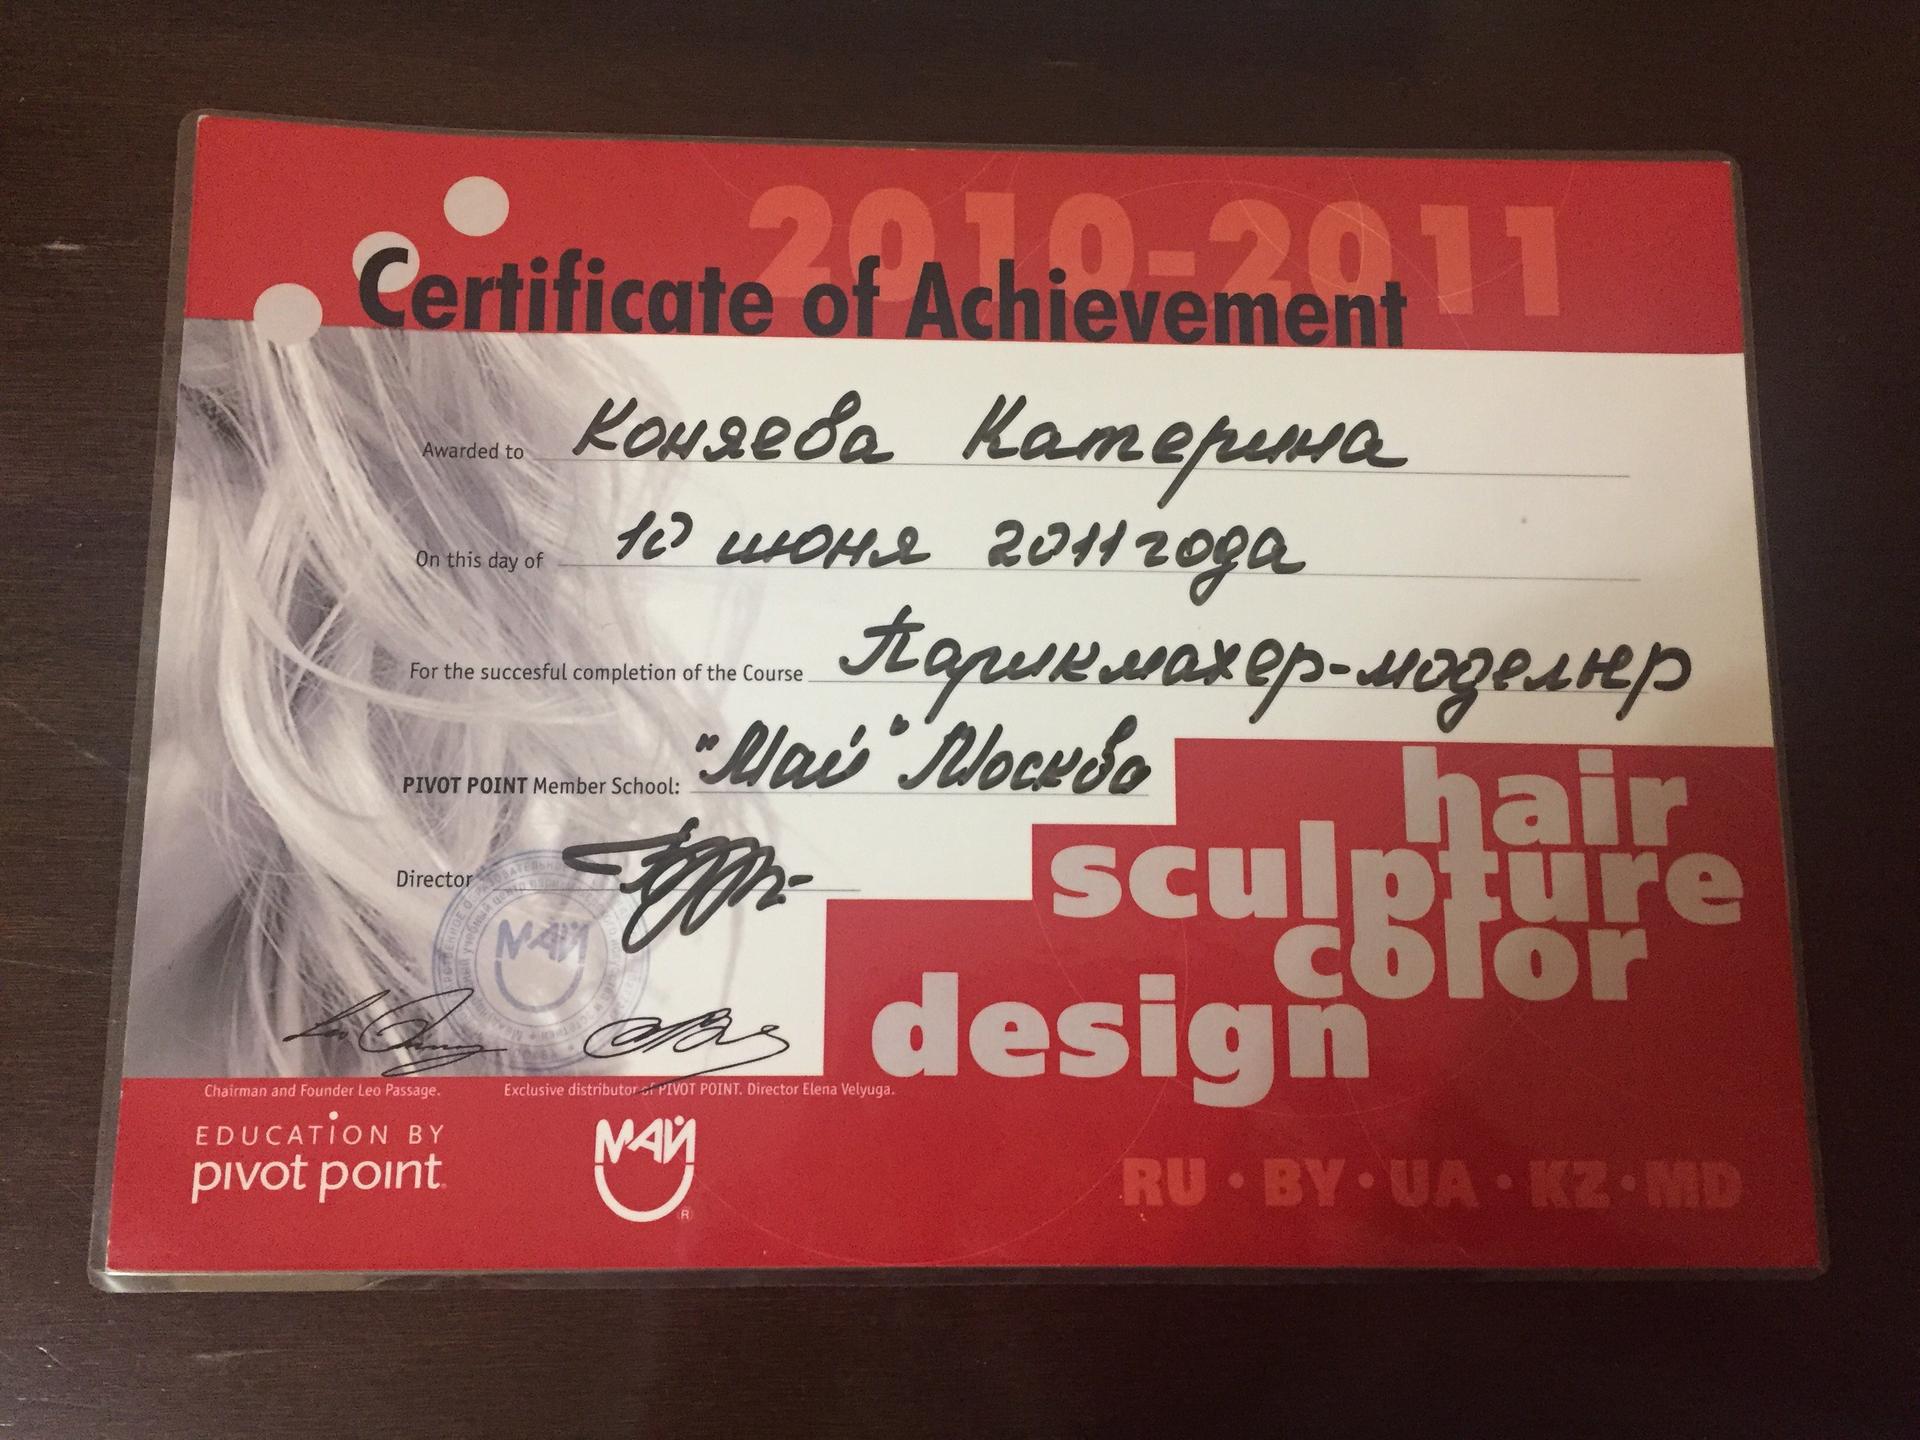 2010-2011
Certificate of Achievement
Awarded to Коняева Катерина
On this day of 10 июня 2011 года
For the succesful completion of the Course Парикмахер-модельер
PIVOT POINT Member School: "Май" Москва
Director
МАЙ
hair
sculpture
color
design
Chairman and Founder Leo Passage.
Exclusive distributor of PIVOT POINT. Director Elena Velyuga.
EDUCATION BY
pivot point
МАЙ
®
RU • BY • UA • KZ • MD